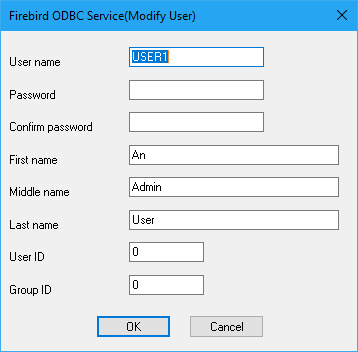 Firebird ODBC Service(Modify User)
User name USER1
Password
Confirm password
First name An
Middle name Admin
Last name User
User ID 0
Group ID 0
OK Cancel